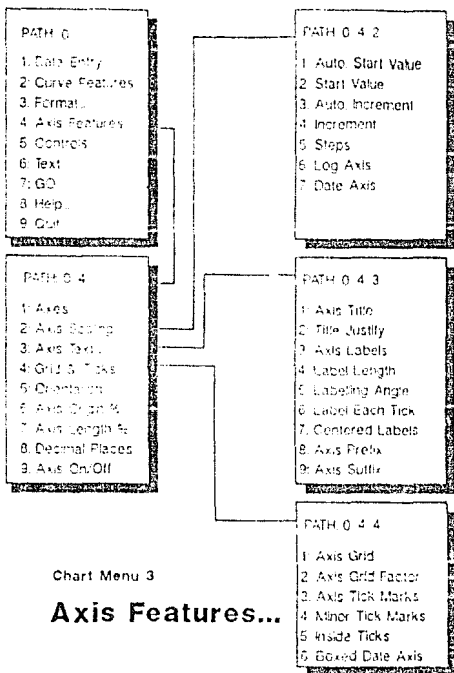 PATH: 0
1: Data Entry
2: Curve Features
3: Format...
4: Axis Features
5: Controls
6: Text
7: GO
8: Help...
9: Quit
PATH: 0 4
1: Axes
2: Axis Scaling
3: Axis Text...
4: Grid & Ticks
5: Orientation
6: Axis Origin %
7: Axis Length %
8: Decimal Places
9: Axis On/Off
PATH: 0 4 2
1 Auto. Start Value
2 Start Value
3 Auto. Increment
4 Increment
5 Steps
6 Log Axis
7 Date Axis
PATH: 0 4 3
1: Axis Title
2: Title Justify
3 Axis Labels
4 Label Length
5 Labeling Angle
6 Label Each Tick
7: Centered Labels
8: Axis Prefix
9: Axis Suffix
PATH: 0 4 4
1: Axis Grid
2 Axis Grid Factor
3: Axis Tick Marks
4 Minor Tick Marks
5 Inside Ticks
6 Boxed Date Axis
Chart Menu 3
Axis Features...